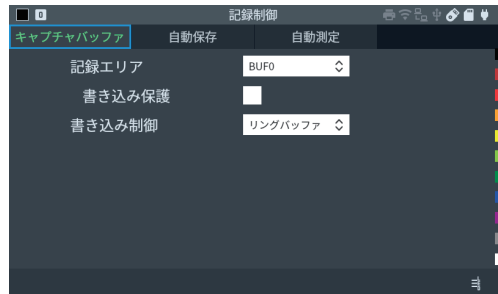 0 記録制御
キャプチャバッファ 自動保存 自動測定
記録エリア BUF0
書き込み保護
書き込み制御 リングバッファ